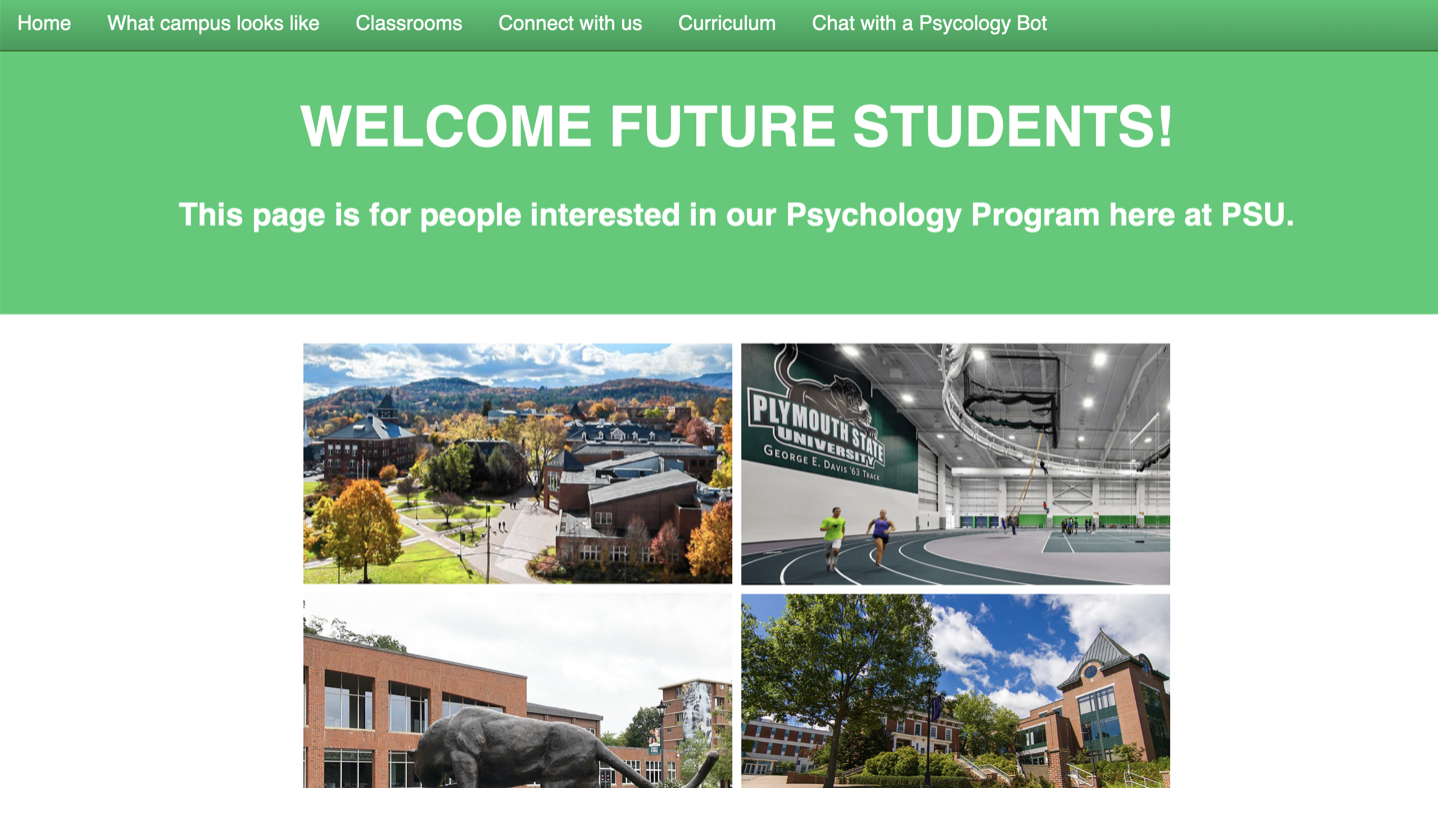 Home
What campus looks like
Classrooms
Connect with us
Curriculum
Chat with a Psycology Bot
WELCOME FUTURE STUDENTS!
This page is for people interested in our Psychology Program here at PSU.
PLYMOUTH STATE
UNIVERSITY
GEORGE E. DAVIS '63 TRACK